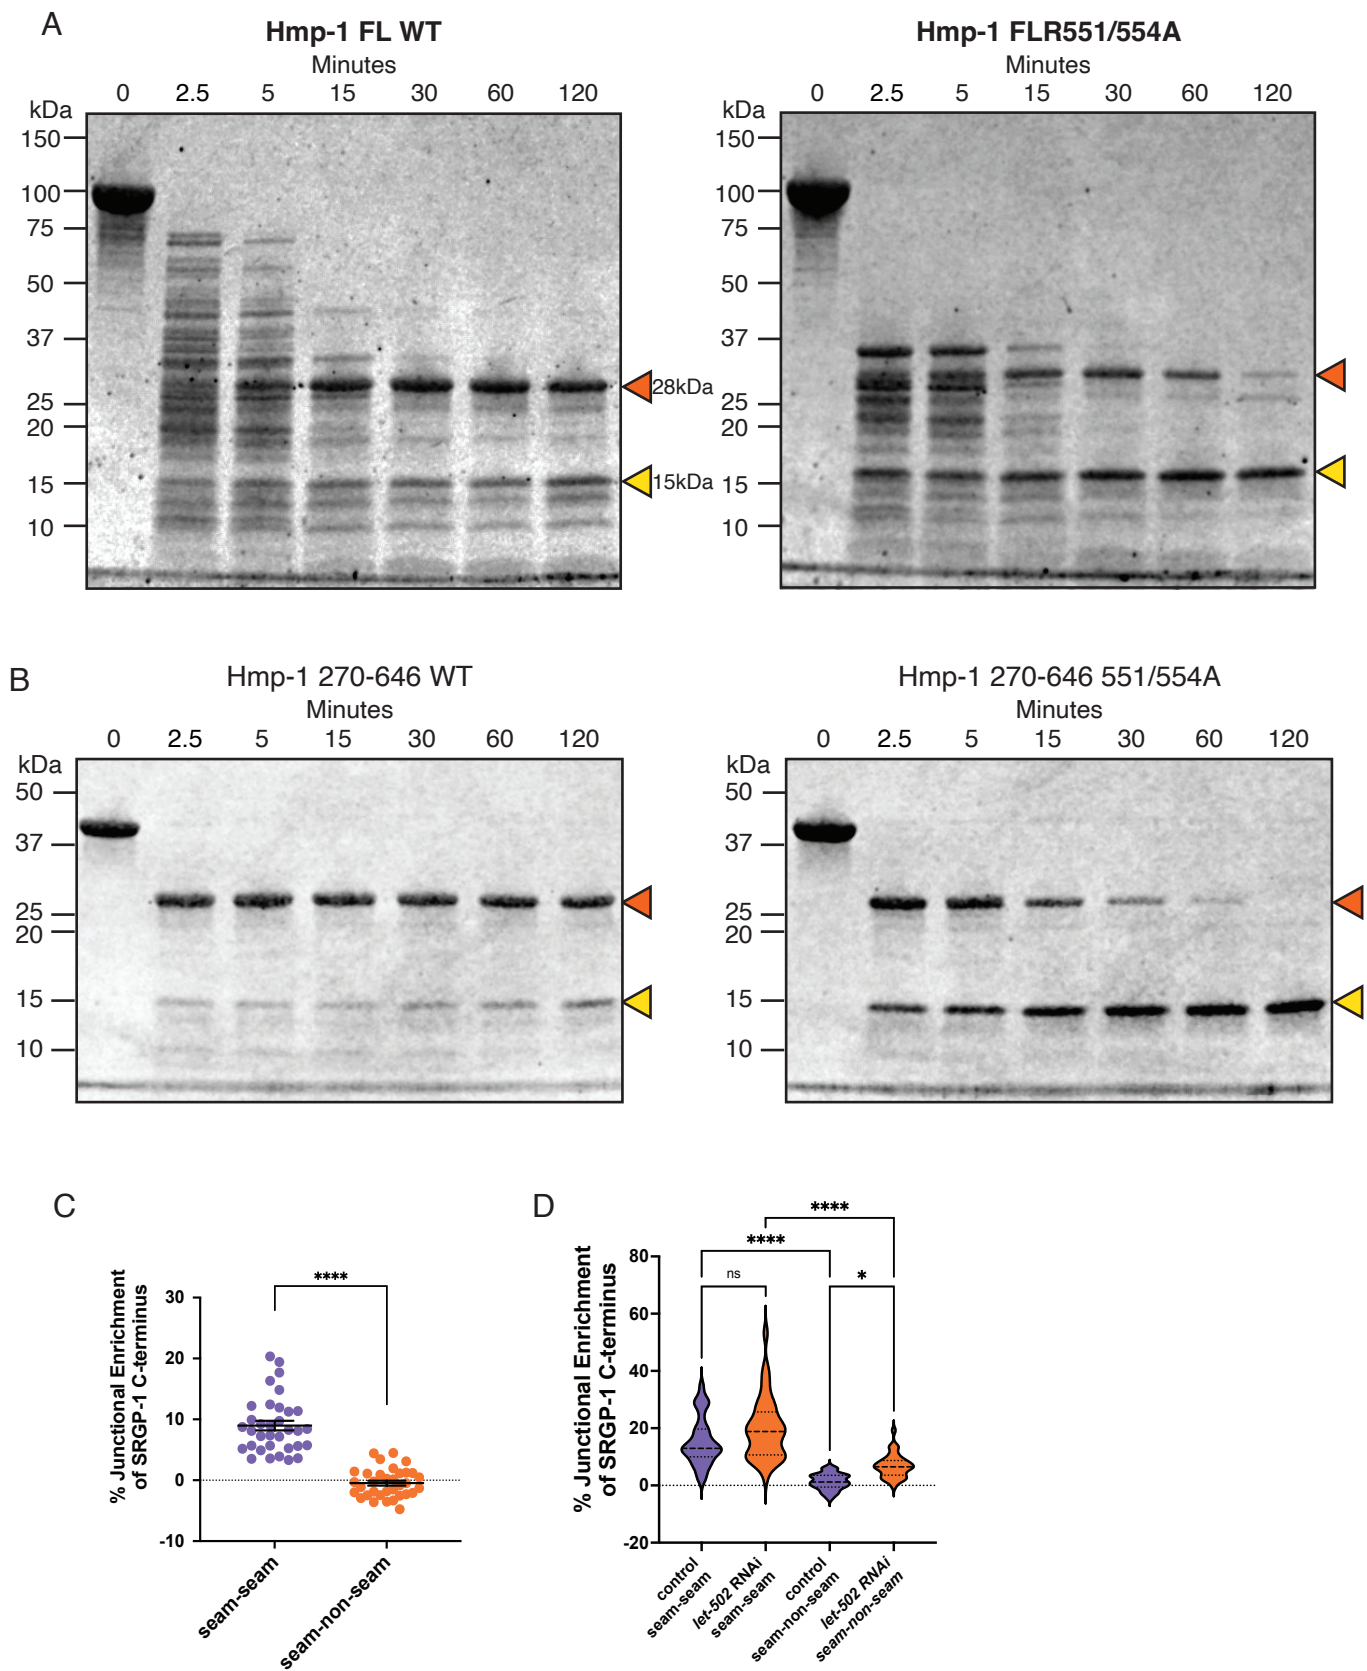 A
Hmp-1 FL WT
Minutes
0 2.5 5 15 30 60 120
kDa
150
100
75
50
37
25
20
15
10
28kDa
15kDa
Hmp-1 FLR551/554A
Minutes
0 2.5 5 15 30 60 120
kDa
150
100
75
50
37
25
20
15
10
B
Hmp-1 270-646 WT
Minutes
0 2.5 5 15 30 60 120
kDa
50
37
25
20
15
10
Hmp-1 270-646 551/554A
Minutes
0 2.5 5 15 30 60 120
kDa
50
37
25
20
15
10
C
% Junctional Enrichment
of SRGP-1 C-terminus
30
20
10
0
-10
****
seam-seam
seam-non-seam
D
% Junctional Enrichment
of SRGP-1 C-terminus
80
60
40
20
0
-20
****
****
ns
*
control
seam-seam
let-502 RNAi
seam-seam
control
seam-non-seam
let-502 RNAi
seam-non-seam